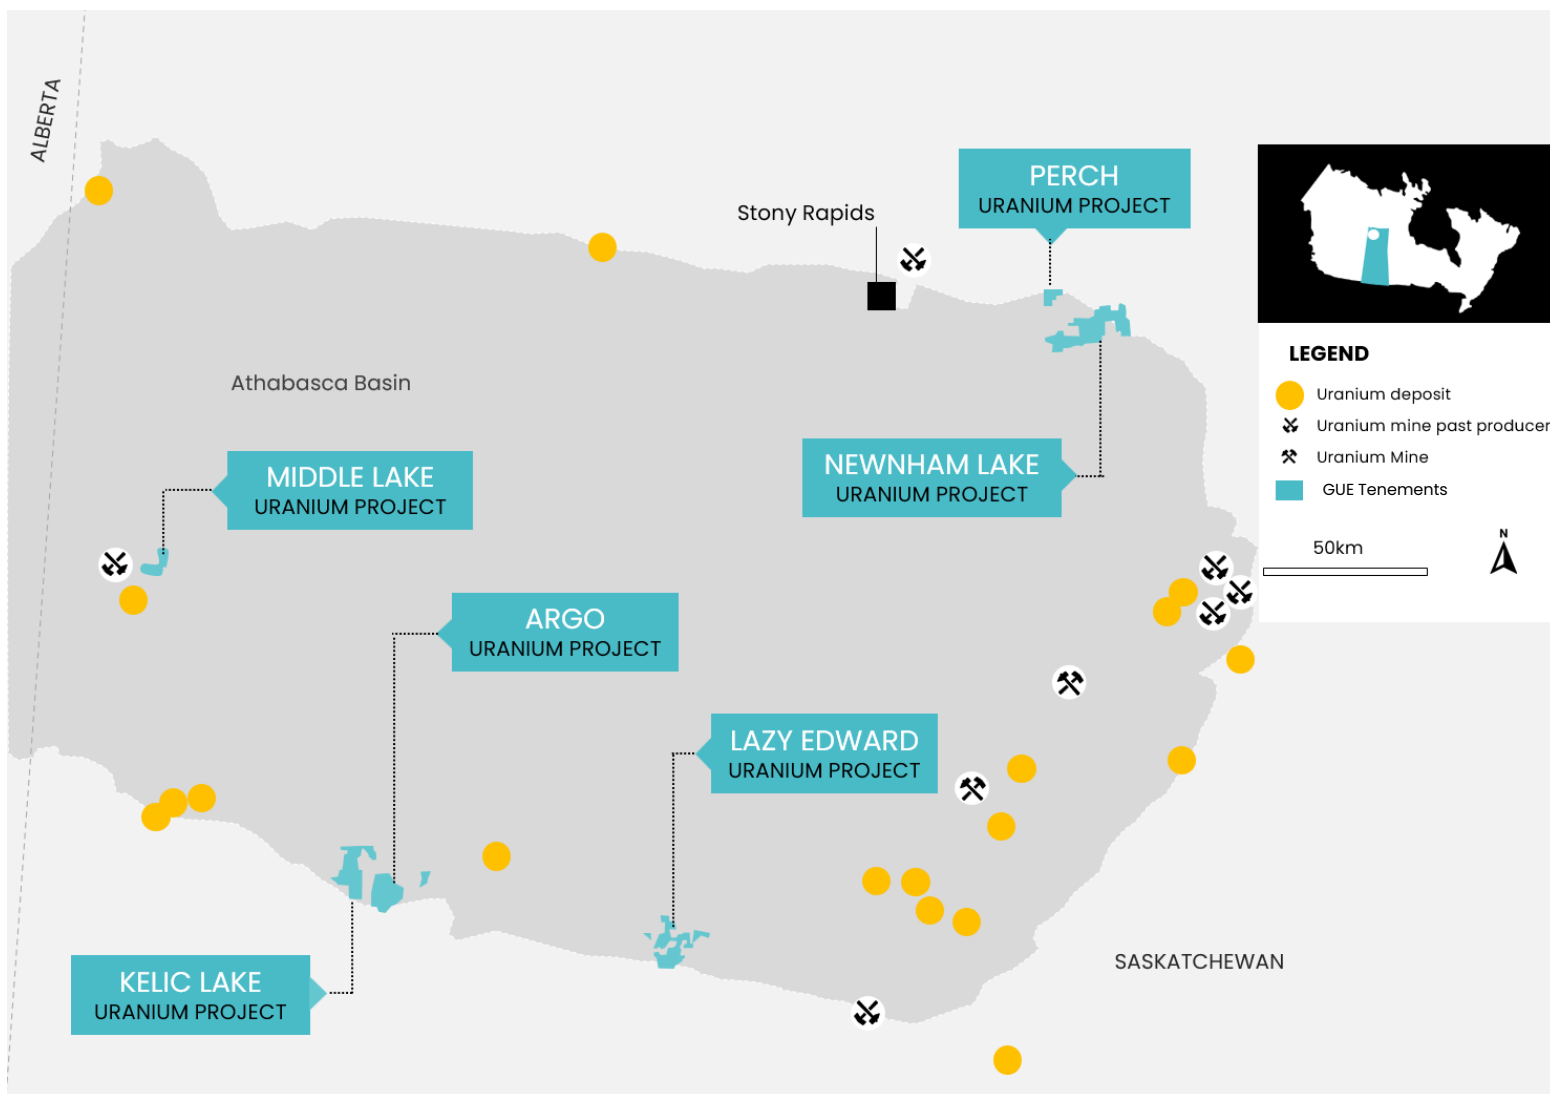 ALBERTA
PERCH
URANIUM PROJECT
Stony Rapids
Athabasca Basin
MIDDLE LAKE
URANIUM PROJECT
NEWNHAM LAKE
URANIUM PROJECT
ARGO
URANIUM PROJECT
LAZY EDWARD
URANIUM PROJECT
KELIC LAKE
URANIUM PROJECT
SASKATCHEWAN
LEGEND
Uranium deposit
Uranium mine past producer
Uranium Mine
GUE Tenements
50km
N